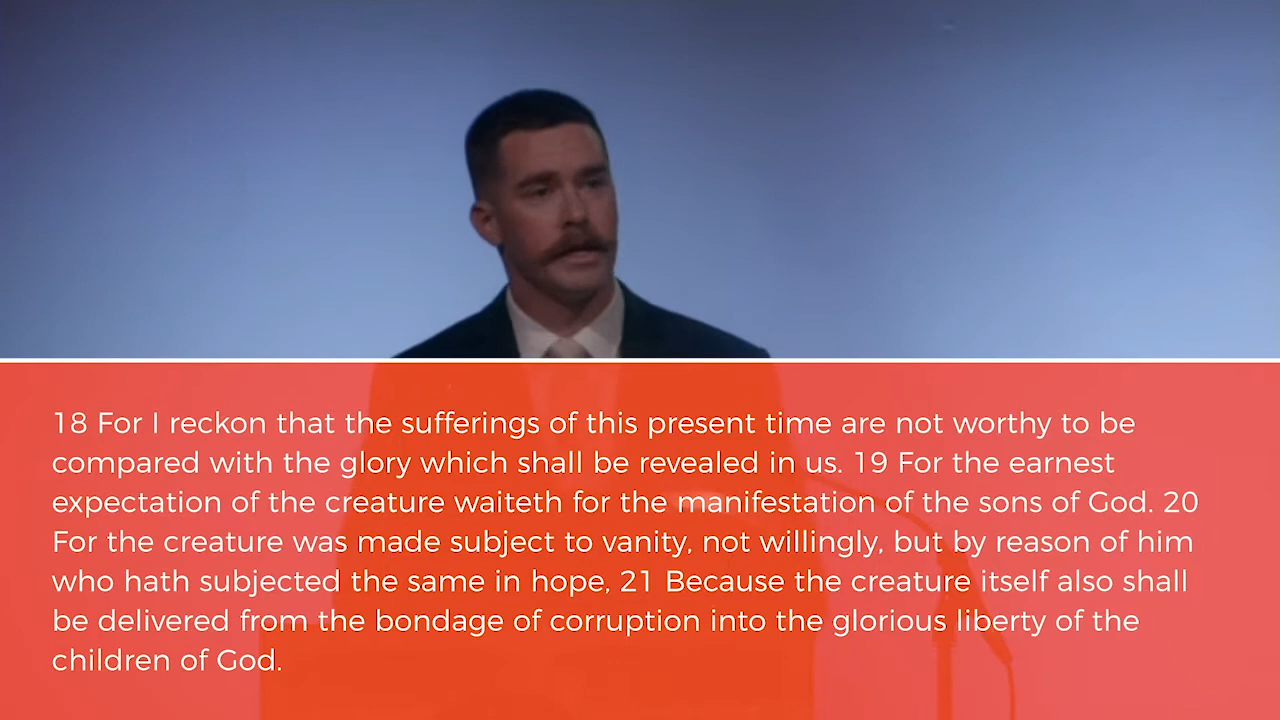 18 For I reckon that the sufferings of this present time are not worthy to be
compared with the glory which shall be revealed in us. 19 For the earnest
expectation of the creature waiteth for the manifestation of the sons of God. 20
For the creature was made subject to vanity, not willingly, but by reason of him
who hath subjected the same in hope, 21 Because the creature itself also shall
be delivered from the bondage of corruption into the glorious liberty of the
children of God.